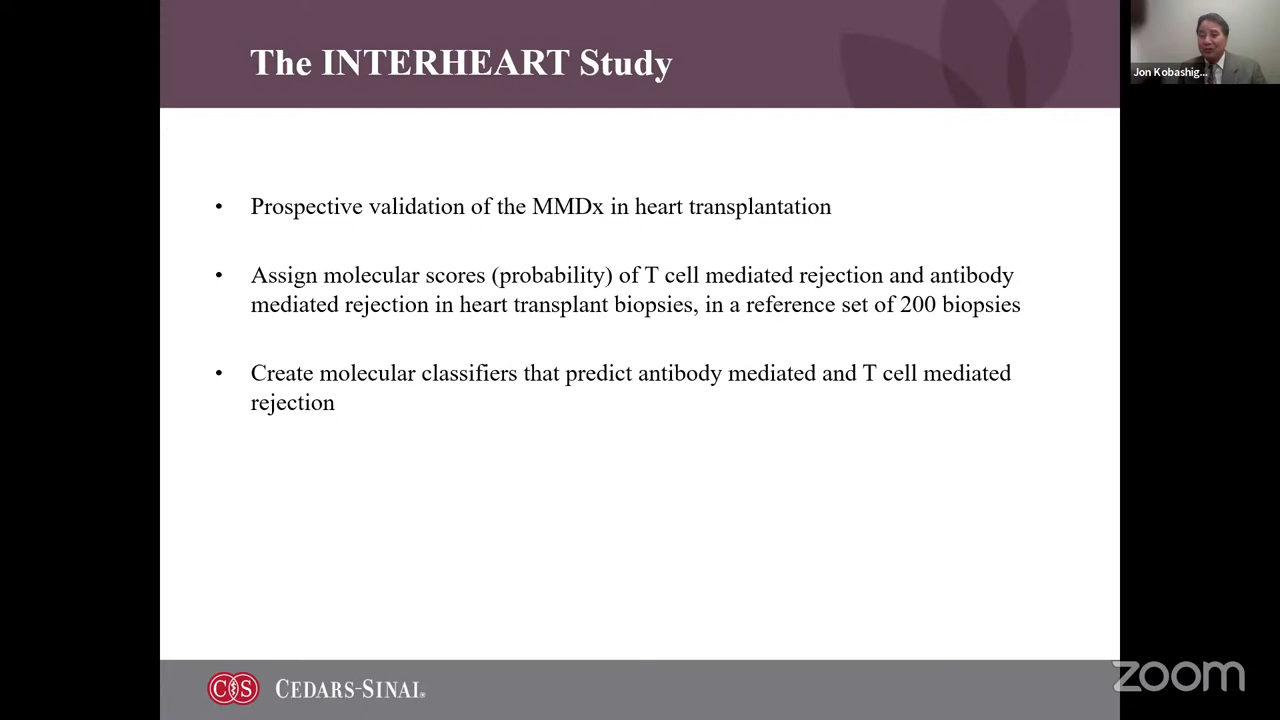 The INTERHEART Study
Jon Kobashig...
• Prospective validation of the MMDx in heart transplantation
• Assign molecular scores (probability) of T cell mediated rejection and antibody
mediated rejection in heart transplant biopsies, in a reference set of 200 biopsies
• Create molecular classifiers that predict antibody mediated and T cell mediated
rejection
CS CEDARS-SINAI®
zoom